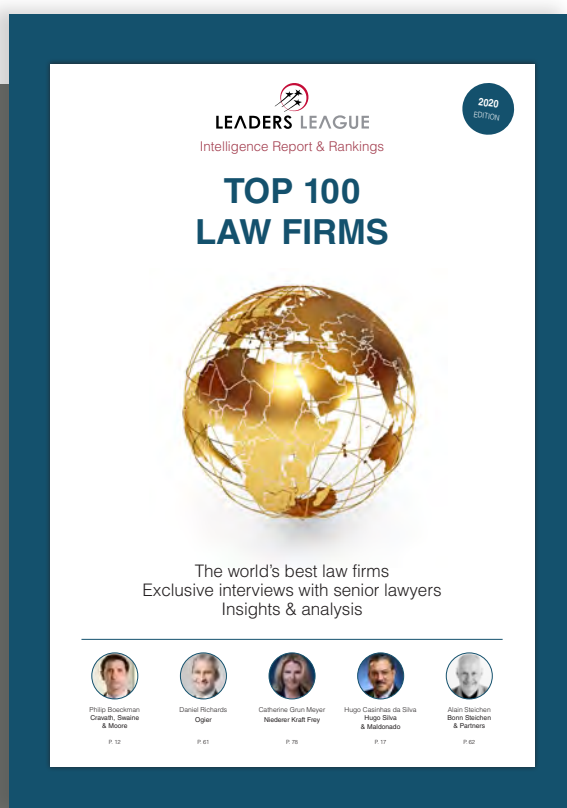 LEADERS LEAGUE
2020
EDITION
Intelligence Report & Rankings
TOP 100
LAW FIRMS
The world's best law firms
Exclusive interviews with senior lawyers
Insights & analysis
Philip Boeckman
Cravath, Swaine
& Moore
P. 12
Daniel Richards
Ogier
P. 61
Catherine Grun Meyer
Niederer Kraft Frey
P. 78
Hugo Casinhas da Silva
Hugo Silva
& Maldonado
P. 17
Alain Steichen
Bonn Steichen
& Partners
P. 62